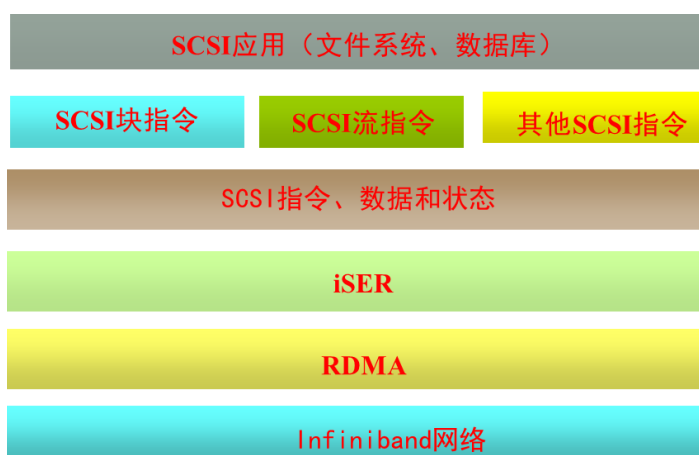 SCSI应用（文件系统、数据库）
SCSI块指令 SCSI流指令 其他SCSI指令
SCSI指令、数据和状态
iSER
RDMA
Infiniband网络